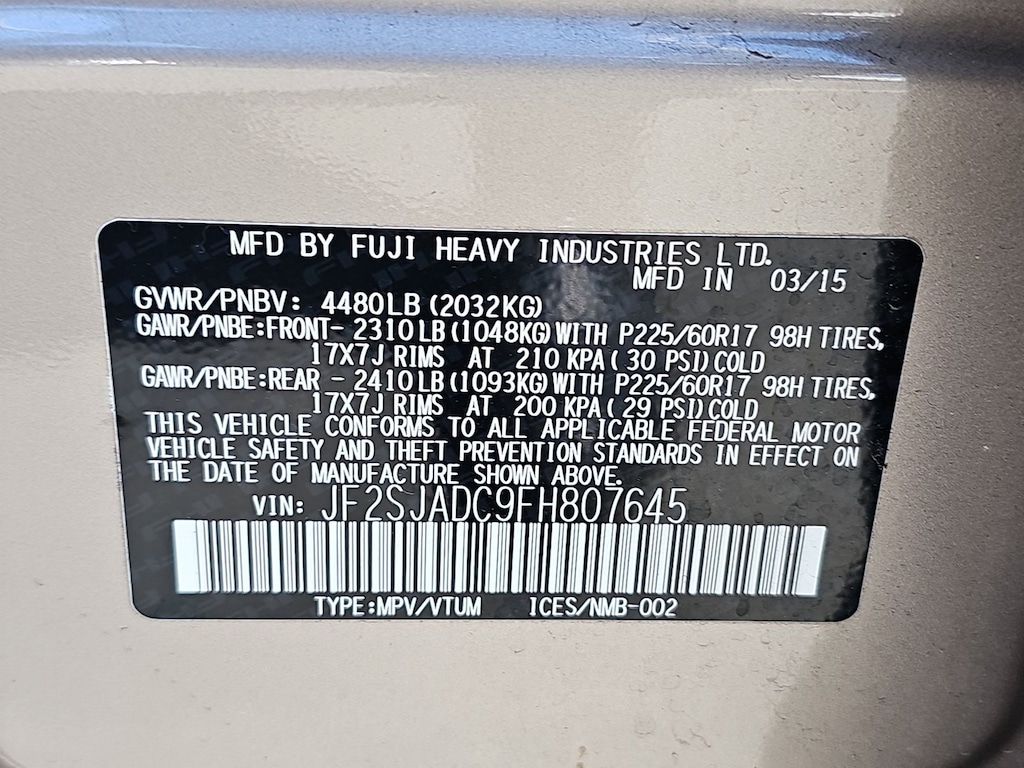 MFD BY FUJI HEAVY INDUSTRIES LTD.
MFD IN 03/15
GVWR/PNBV: 4480LB (2032KG)
GAWR/PNBE:FRONT- 2310LB (1048KG) WITH P225/60R17 98H TIRES,
17X7J RIMS AT 210 KPA ( 30 PSI) COLD
GAWR/PNBE:REAR - 2410LB (1093KG) WITH P225/60R17 98H TIRES,
17X7J RIMS AT 200 KPA ( 29 PSI) COLD
THIS VEHICLE CONFORMS TO ALL APPLICABLE FEDERAL MOTOR
VEHICLE SAFETY AND THEFT PREVENTION STANDARDS IN EFFECT ON
THE DATE OF MANUFACTURE SHOWN ABOVE.
VIN: JF2SJADC9FH807645
TYPE:MPV/VTUM ICES/NMB-002